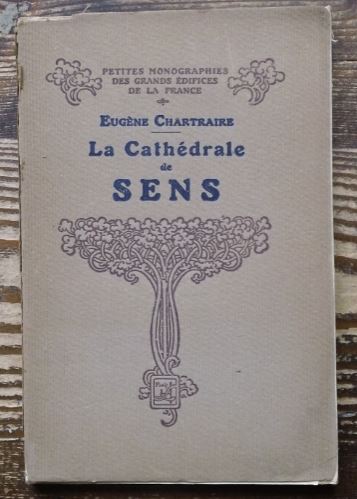 PETITES MONOGRAPHIES
DES GRANDS ÉDIFICES
DE LA FRANCE
EUGÈNE CHARTRAIRE
La Cathédrale
de
SENS